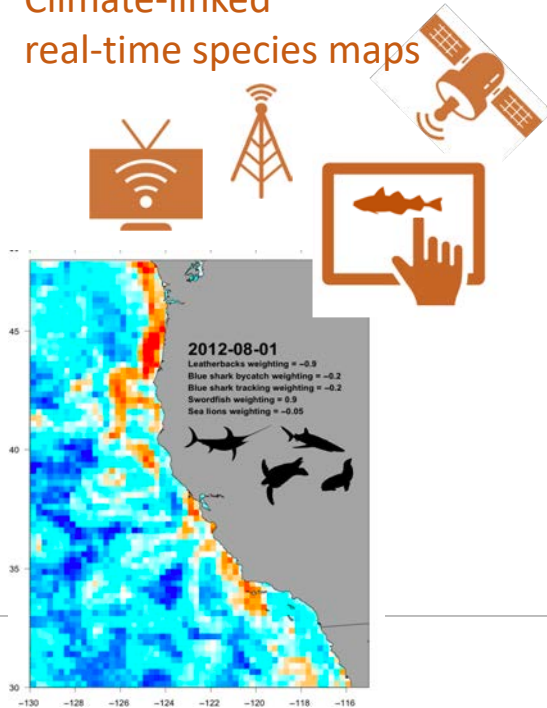 Climate-linked
real-time species maps
2012-08-01
Leatherbacks weighting = −0.9
Blue shark bycatch weighting = −0.2
Blue shark tracking weighting = −0.2
Swordfish weighting = 0.9
Sea lions weighting = −0.05
45
40
35
30
−130 −128 −126 −124 −122 −120 −118 −116